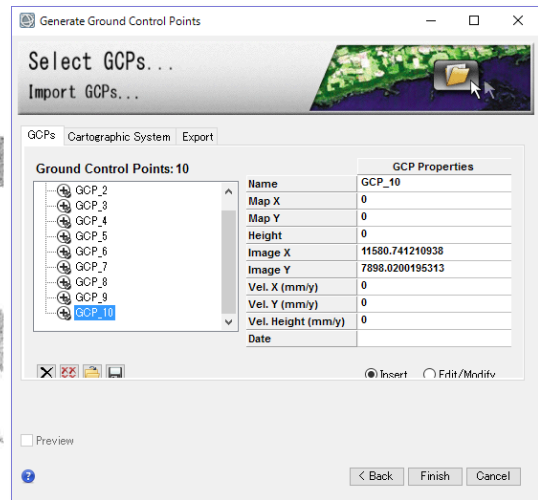 Generate Ground Control Points
Select GCPs...
Import GCPs...
GCPs Cartographic System Export
Ground Control Points: 10
GCP_2
GCP_3
GCP_4
GCP_5
GCP_6
GCP_7
GCP_8
GCP_9
GCP_10
GCP Properties
Name GCP_10
Map X 0
Map Y 0
Height 0
Image X 11580.741210938
Image Y 7898.0200195313
Vel. X (mm/y) 0
Vel. Y (mm/y) 0
Vel. Height (mm/y) 0
Date
Insert Edit/Modify
Preview
< Back Finish Cancel